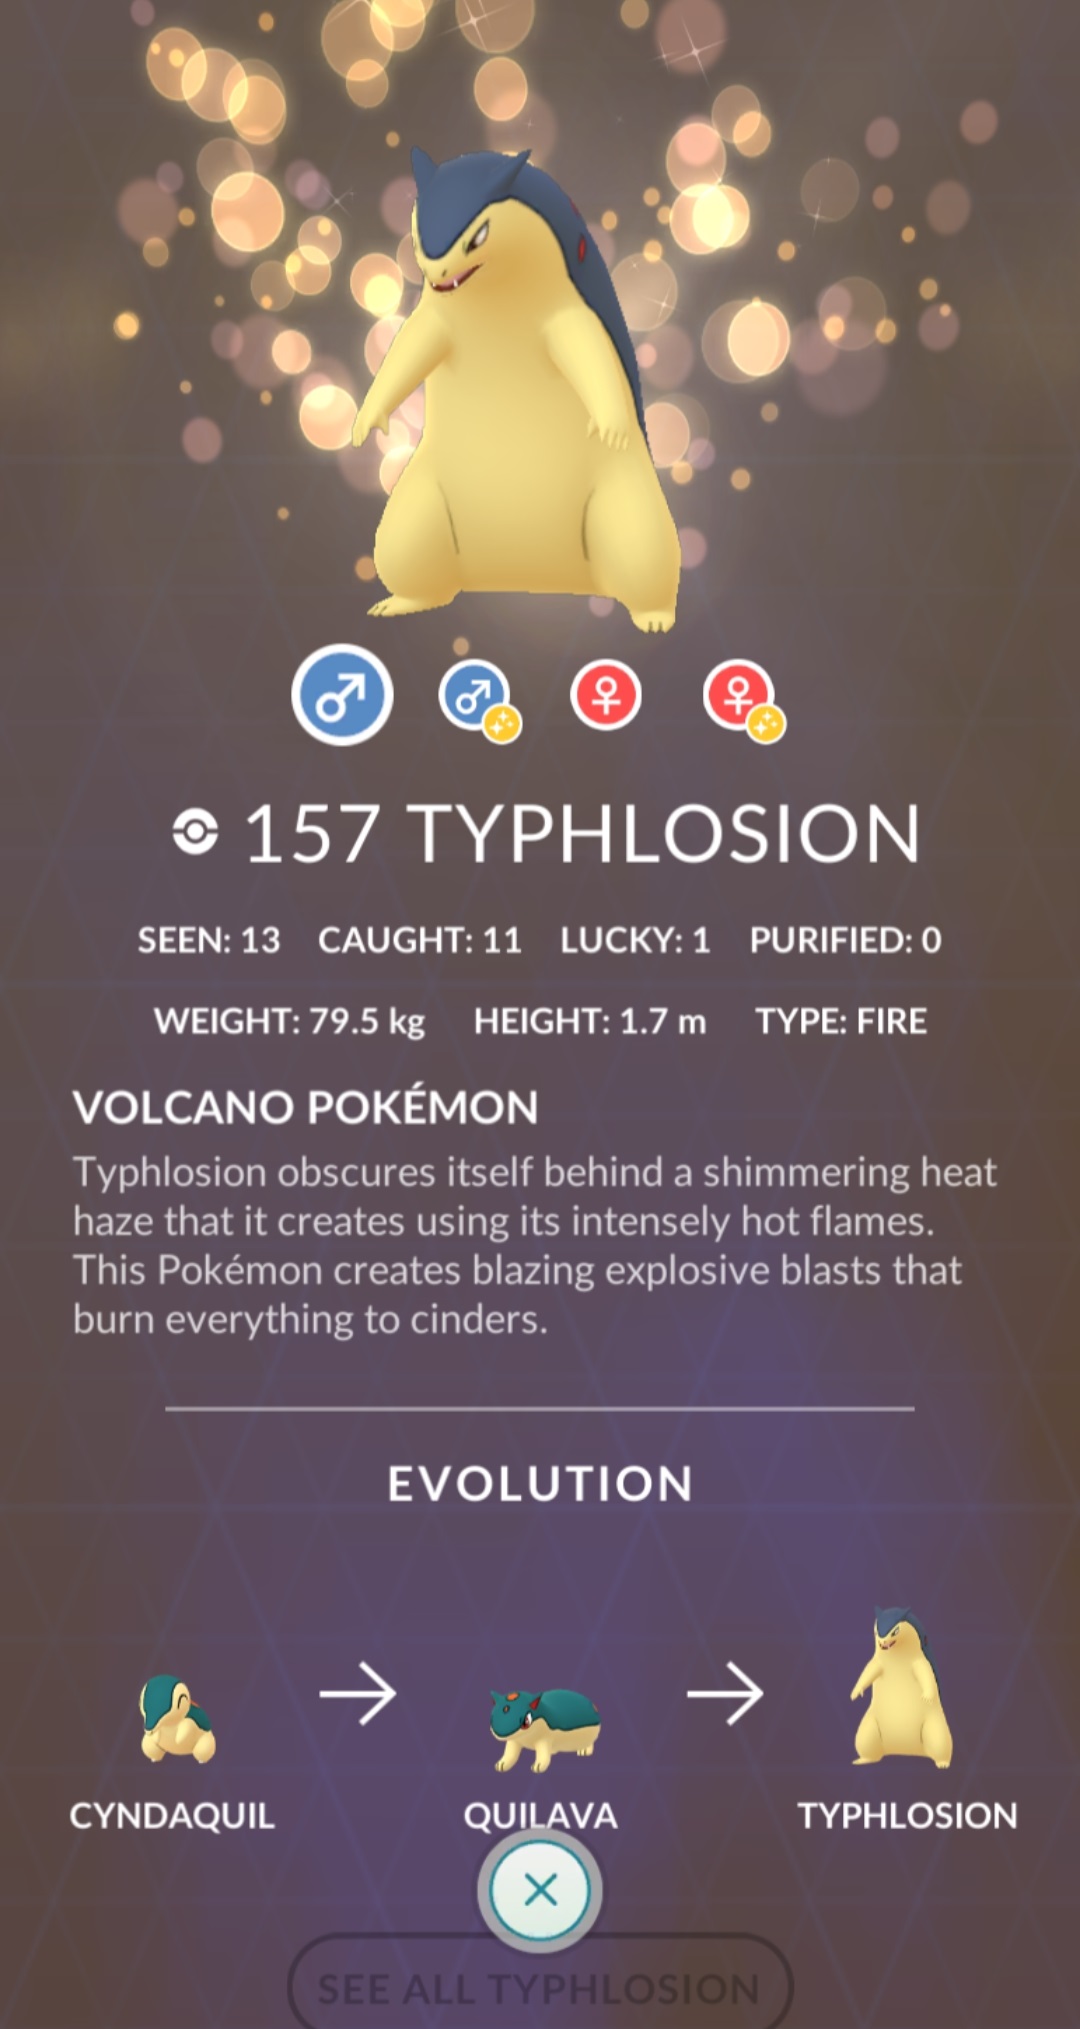 157 TYPHLOSION
SEEN: 13 CAUGHT: 11 LUCKY: 1 PURIFIED: 0
WEIGHT: 79.5 kg HEIGHT: 1.7 m TYPE: FIRE
VOLCANO POKÉMON
Typhlosion obscures itself behind a shimmering heat
haze that it creates using its intensely hot flames.
This Pokémon creates blazing explosive blasts that
burn everything to cinders.
EVOLUTION
CYNDAQUIL QUILAVA TYPHLOSION
SEE ALL TYPHLOSION